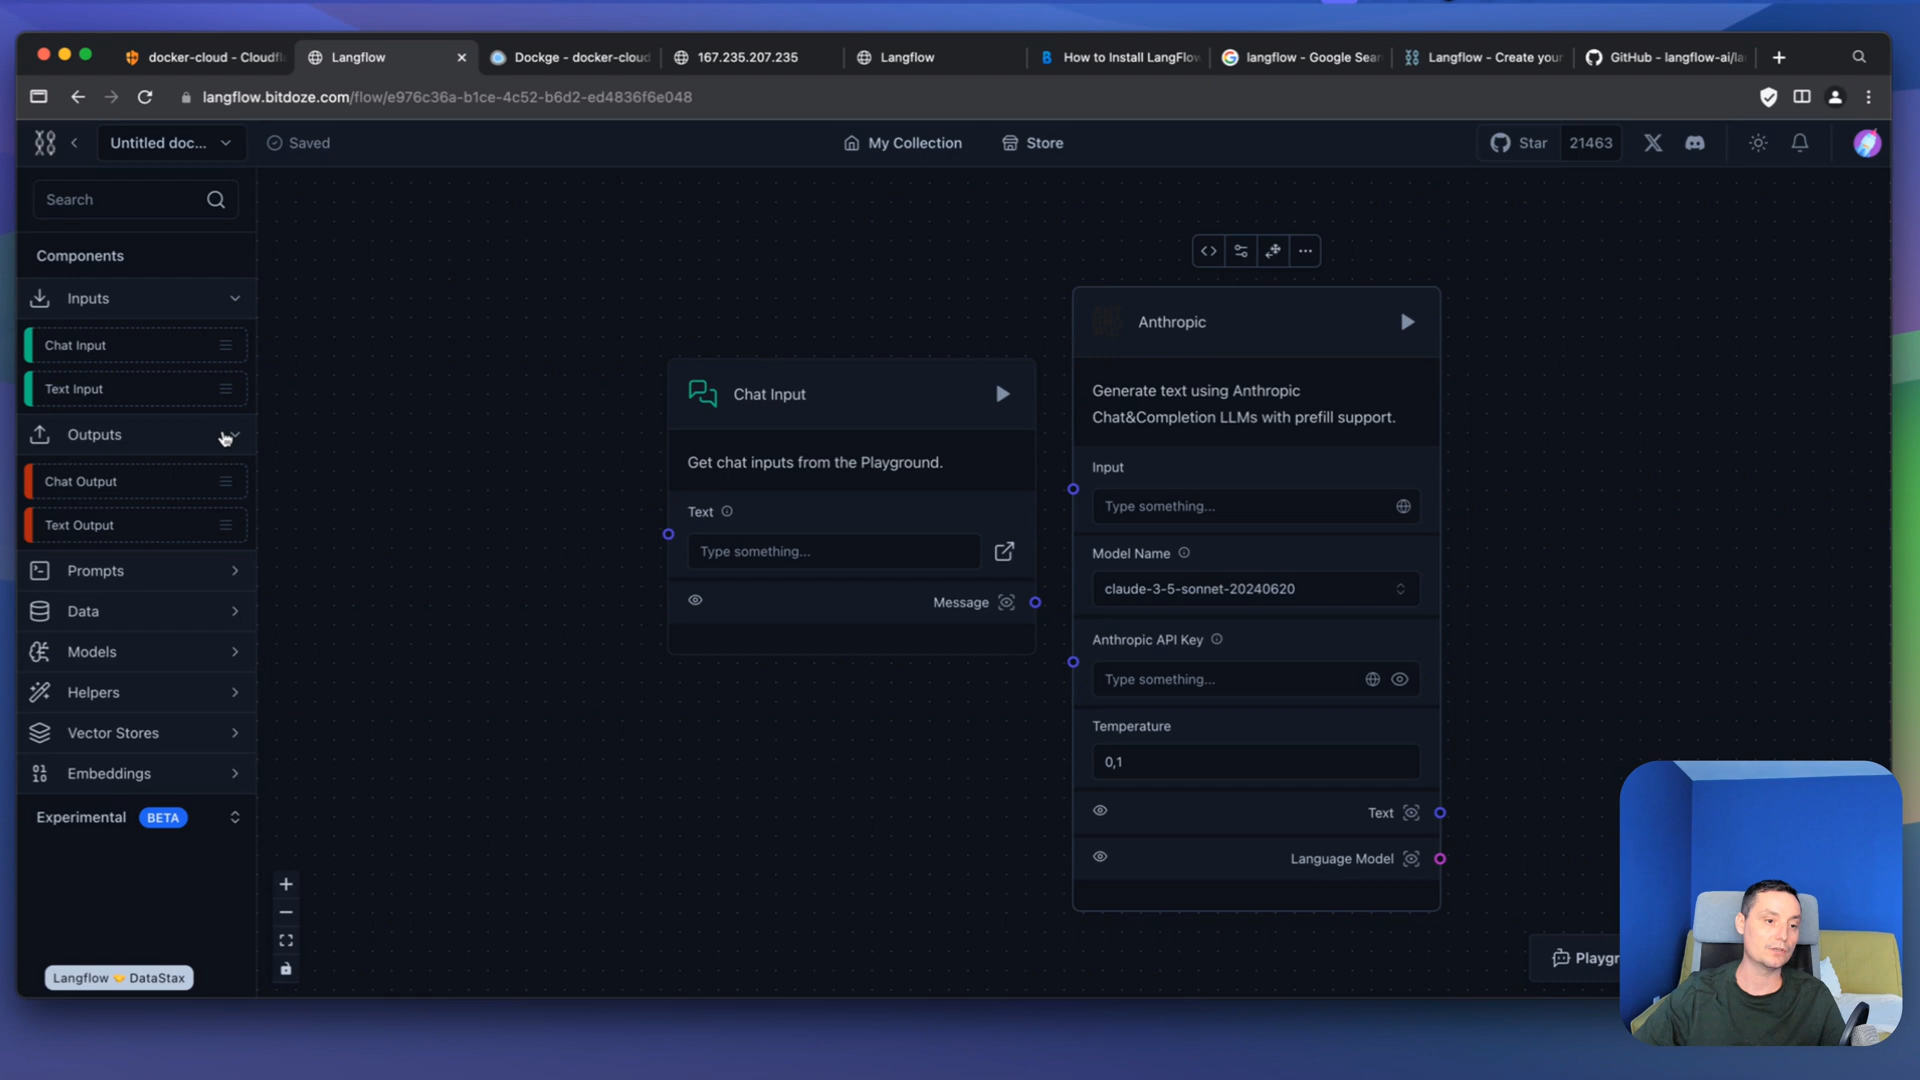 docker-cloud - Cloudfl
Langflow
Dockge - docker-cloud
167.235.207.235
Langflow
How to Install LangFlow
langflow - Google Sear
Langflow - Create your
GitHub - langflow-ai/la
langflow.bitdoze.com/flow/e976c36a-b1ce-4c52-b6d2-ed4836f6e048
Untitled doc...
Saved
My Collection
Store
Star
21463
Search
Components
Inputs
Chat Input
Text Input
Outputs
Chat Output
Text Output
Prompts
Data
Models
Helpers
Vector Stores
Embeddings
Experimental
BETA
Langflow 🤝 DataStax
Chat Input
Get chat inputs from the Playground.
Text
Type something...
Message
Anthropic
Generate text using Anthropic
Chat&Completion LLMs with prefill support.
Input
Type something...
Model Name
claude-3-5-sonnet-20240620
Anthropic API Key
Type something...
Temperature
0,1
Text
Language Model
Playgr